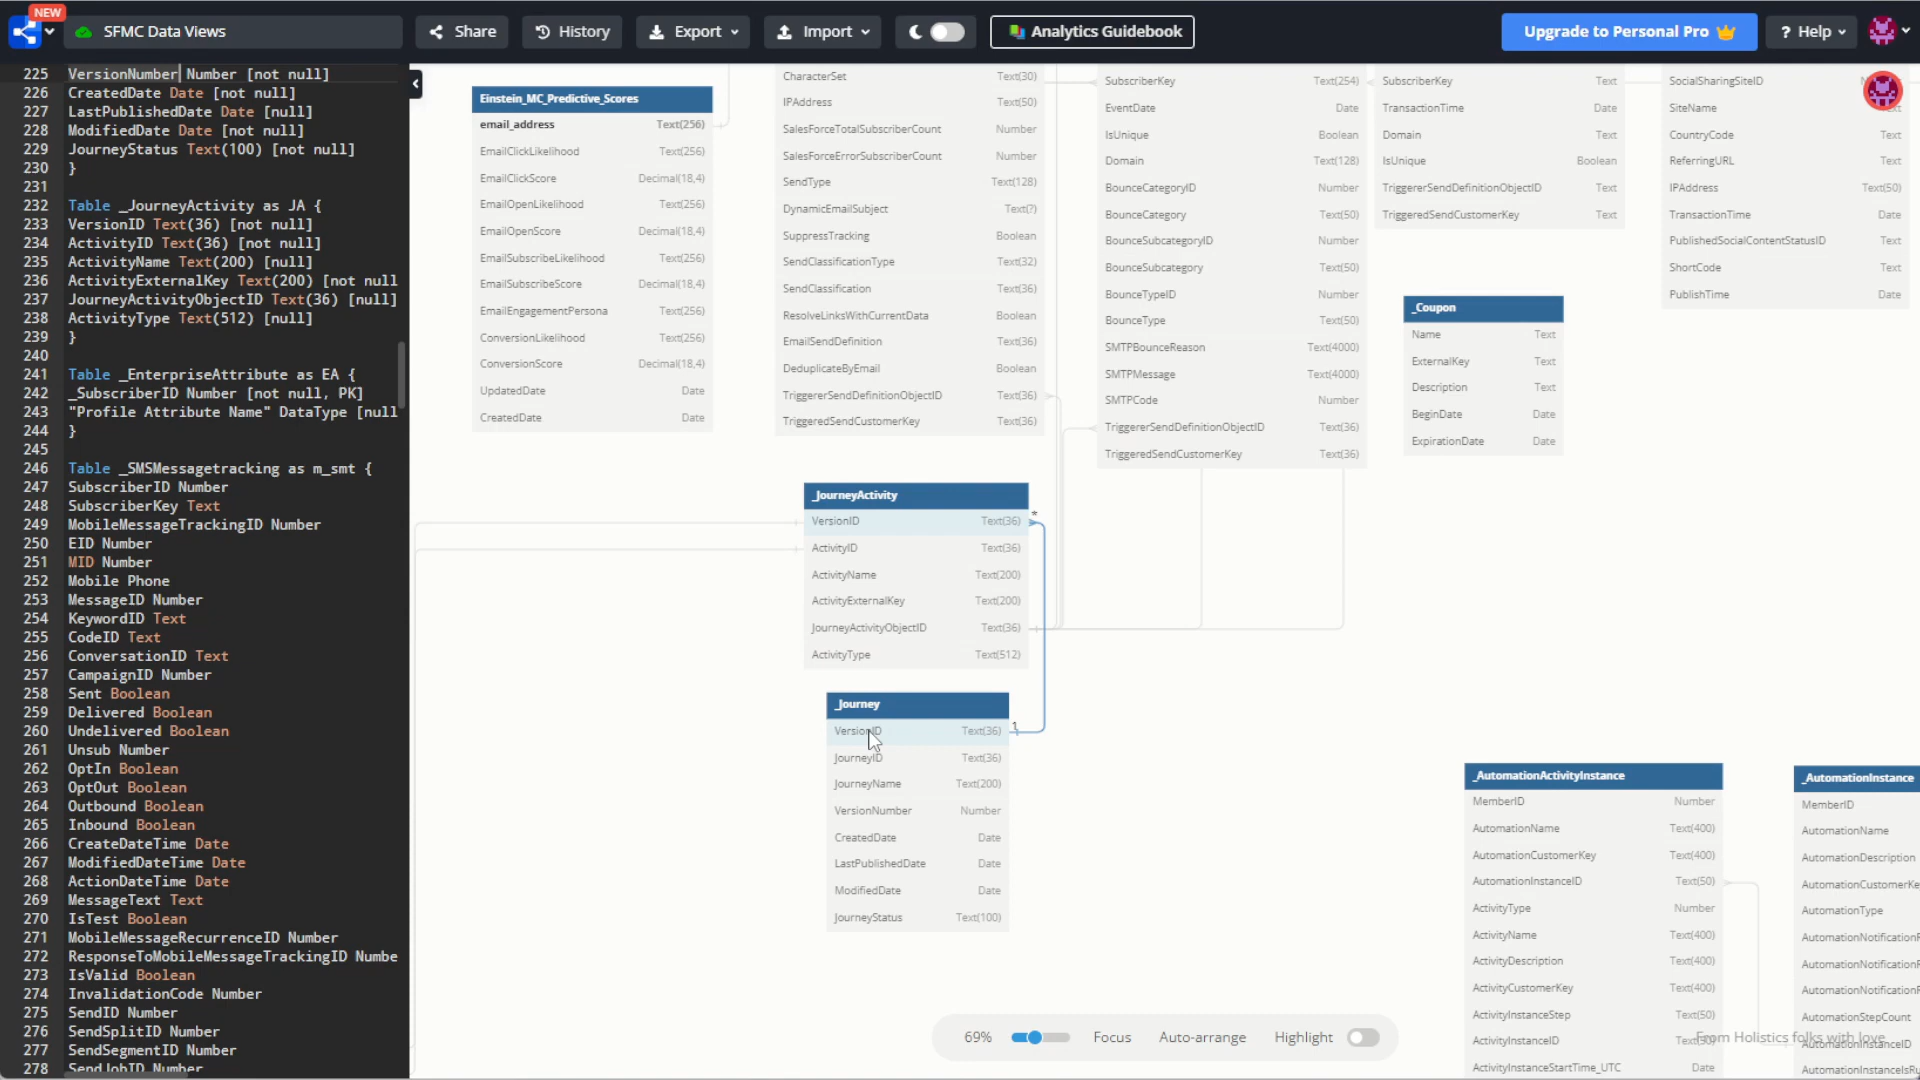 NEW
SFMC Data Views
Share
History
Export
Import
Analytics Guidebook
Upgrade to Personal Pro
? Help
225 VersionNumber Number [not null]
226 CreatedDate Date [not null]
227 LastPublishedDate Date [null]
228 ModifiedDate Date [not null]
229 JourneyStatus Text(100) [not null]
230 }
231
232 Table _JourneyActivity as JA {
233 VersionID Text(36) [not null]
234 ActivityID Text(36) [not null]
235 ActivityName Text(200) [null]
236 ActivityExternalKey Text(200) [not null
237 JourneyActivityObjectID Text(36) [null]
238 ActivityType Text(512) [null]
239 }
240
241 Table _EnterpriseAttribute as EA {
242 _SubscriberID Number [not null, PK]
243 "Profile Attribute Name" DataType [null
244 }
245
246 Table _SMSMessagetracking as m_smt {
247 SubscriberID Number
248 SubscriberKey Text
249 MobileMessageTrackingID Number
250 EID Number
251 MID Number
252 Mobile Phone
253 MessageID Number
254 KeywordID Text
255 CodeID Text
256 ConversationID Text
257 CampaignID Number
258 Sent Boolean
259 Delivered Boolean
260 Undelivered Boolean
261 Unsub Number
262 OptIn Boolean
263 OptOut Boolean
264 Outbound Boolean
265 Inbound Boolean
266 CreateDateTime Date
267 ModifiedDateTime Date
268 ActionDateTime Date
269 MessageText Text
270 IsTest Boolean
271 MobileMessageRecurrenceID Number
272 ResponseToMobileMessageTrackingID Numbe
273 IsValid Boolean
274 InvalidationCode Number
275 SendID Number
276 SendSplitID Number
277 SendSegmentID Number
278 SendJobID Number
Einstein_MC_Predictive_Scores
email_address Text(256)
EmailClickLikelihood Text(256)
EmailClickScore Decimal(18,4)
EmailOpenLikelihood Text(256)
EmailOpenScore Decimal(18,4)
EmailSubscribeLikelihood Text(256)
EmailSubscribeScore Decimal(18,4)
EmailEngagementPersona Text(256)
ConversionLikelihood Text(256)
ConversionScore Decimal(18,4)
UpdatedDate Date
CreatedDate Date
CharacterSet Text(30)
IPAddress Text(50)
SalesForceTotalSubscriberCount Number
SalesForceErrorSubscriberCount Number
SendType Text(128)
DynamicEmailSubject Text(?)
SuppressTracking Boolean
SendClassificationType Text(32)
SendClassification Text(36)
ResolveLinksWithCurrentData Boolean
EmailSendDefinition Text(36)
DeduplicateByEmail Boolean
TriggererSendDefinitionObjectID Text(36)
TriggeredSendCustomerKey Text(36)
SubscriberKey Text(254)
EventDate Date
IsUnique Boolean
Domain Text(128)
BounceCategoryID Number
BounceCategory Text(50)
BounceSubcategoryID Number
BounceSubcategory Text(50)
BounceTypeID Number
BounceType Text(50)
SMTPBounceReason Text(4000)
SMTPMessage Text(4000)
SMTPCode Number
TriggererSendDefinitionObjectID Text(36)
TriggeredSendCustomerKey Text(36)
SubscriberKey Text
TransactionTime Date
Domain Text
IsUnique Boolean
TriggererSendDefinitionObjectID Text
TriggeredSendCustomerKey Text
SocialSharingSiteID
SiteName
CountryCode Text
ReferringURL Text
IPAddress Text(50)
TransactionTime Date
PublishedSocialContentStatusID Text
ShortCode Text
PublishTime Date
_Coupon
Name Text
ExternalKey Text
Description Text
BeginDate Date
ExpirationDate Date
_JourneyActivity
VersionID Text(36) *
ActivityID Text(36)
ActivityName Text(200)
ActivityExternalKey Text(200)
JourneyActivityObjectID Text(36)
ActivityType Text(512)
_Journey
VersionID Text(36) 1
JourneyID Text(36)
JourneyName Text(200)
VersionNumber Number
CreatedDate Date
LastPublishedDate Date
ModifiedDate Date
JourneyStatus Text(100)
_AutomationActivityInstance
MemberID Number
AutomationName Text(400)
AutomationCustomerKey Text(400)
AutomationInstanceID Text(50)
ActivityType Number
ActivityName Text(400)
ActivityDescription Text(400)
ActivityCustomerKey Text(400)
ActivityInstanceStep Text(50)
ActivityInstanceID
ActivityInstanceStartTime_UTC Date
_AutomationInstance
MemberID
AutomationName
AutomationDescription
AutomationCustomerKe
AutomationType
AutomationNotificationR
AutomationNotificationF
AutomationNotificationF
AutomationStepCount
AutomationInstanceID
AutomationInstanceIsRu
From Holistics folks with love
69%
Focus
Auto-arrange
Highlight